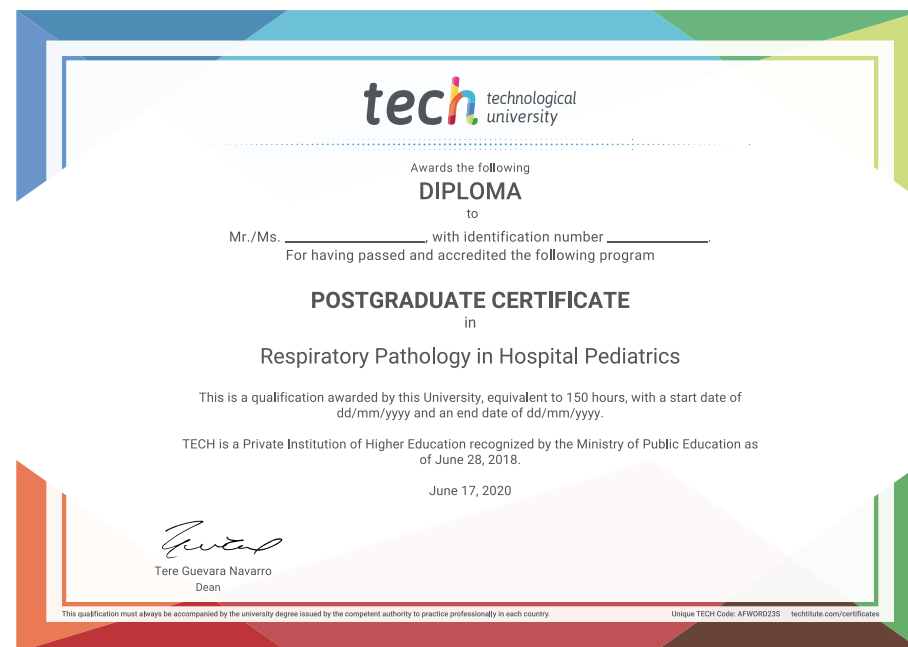 tech technological
university
Awards the following
DIPLOMA
to
Mr./Ms. ____________________, with identification number ______________.
For having passed and accredited the following program
POSTGRADUATE CERTIFICATE
in
Respiratory Pathology in Hospital Pediatrics
This is a qualification awarded by this University, equivalent to 150 hours, with a start date of
dd/mm/yyyy and an end date of dd/mm/yyyy.
TECH is a Private Institution of Higher Education recognized by the Ministry of Public Education as
of June 28, 2018.
June 17, 2020
Tere Guevara Navarro
Dean
This qualification must always be accompanied by the university degree issued by the competent authority to practice professionally in each country. Unique TECH Code: AFWORD23S techtitute.com/certificates